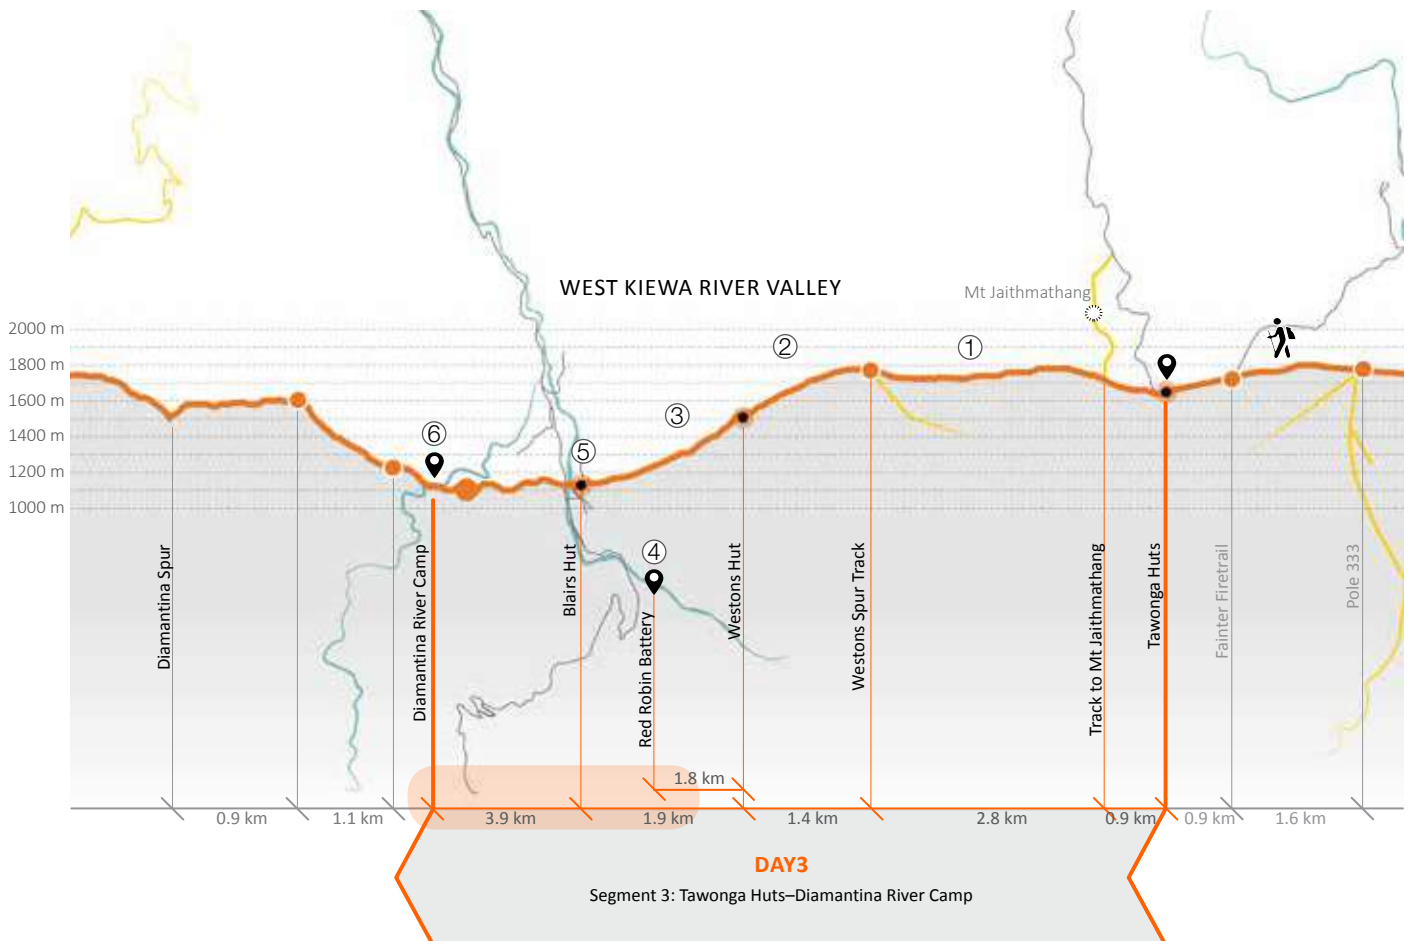 WEST KIEWA RIVER VALLEY
Mt Jaithmathang
2000 m
1800 m
1600 m
1400 m
1200 m
1000 m
②
①
③
⑥
⑤
④
Diamantina Spur
Diamantina River Camp
Blairs Hut
Red Robin Battery
Westons Hut
Westons Spur Track
Track to Mt Jaithmathang
Tawonga Huts
Fainter Firetrail
Pole 333
1.8 km
0.9 km
1.1 km
3.9 km
1.9 km
1.4 km
2.8 km
0.9 km
0.9 km
1.6 km
DAY3
Segment 3: Tawonga Huts–Diamantina River Camp